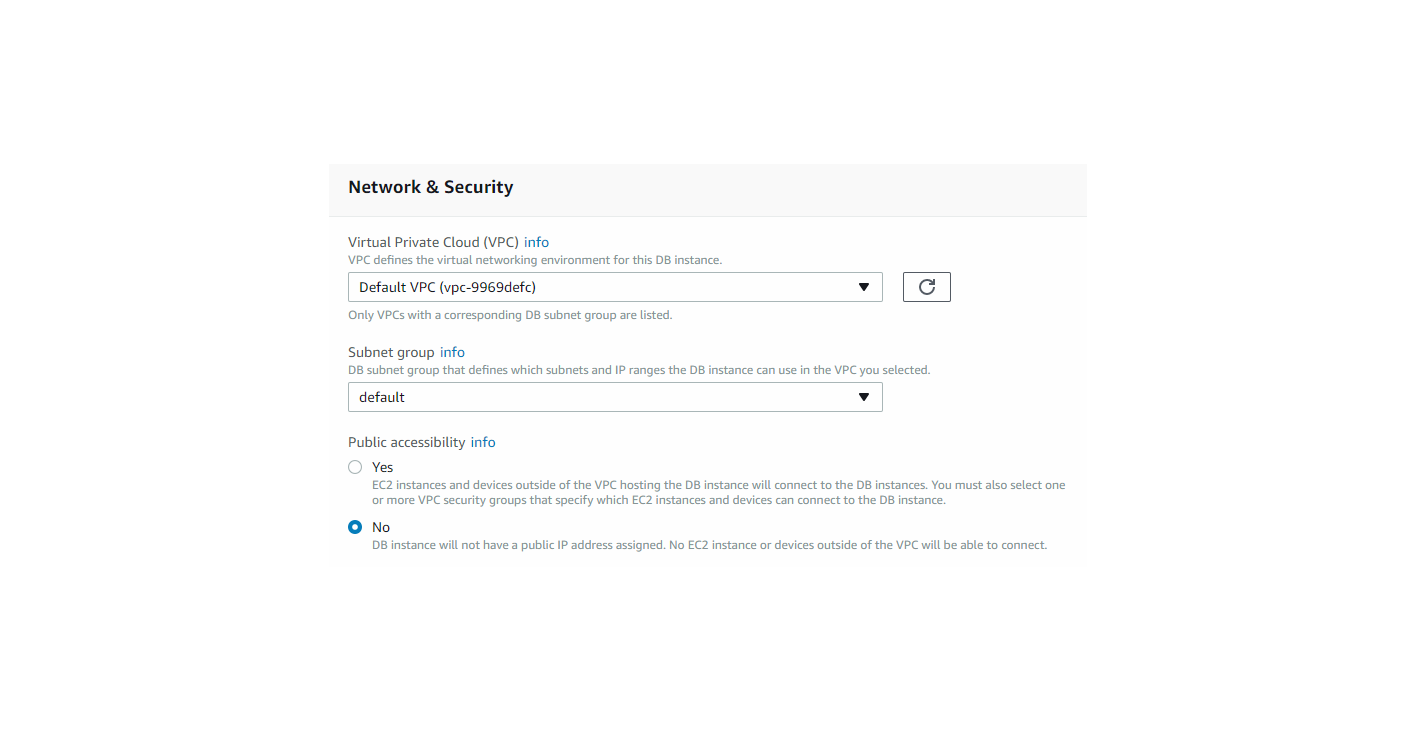 Network & Security
Virtual Private Cloud (VPC) info
VPC defines the virtual networking environment for this DB instance.
Default VPC (vpc-9969defc)
Only VPCs with a corresponding DB subnet group are listed.
Subnet group info
DB subnet group that defines which subnets and IP ranges the DB instance can use in the VPC you selected.
default
Public accessibility info
Yes
EC2 instances and devices outside of the VPC hosting the DB instance will connect to the DB instances. You must also select one
or more VPC security groups that specify which EC2 instances and devices can connect to the DB instance.
No
DB instance will not have a public IP address assigned. No EC2 instance or devices outside of the VPC will be able to connect.